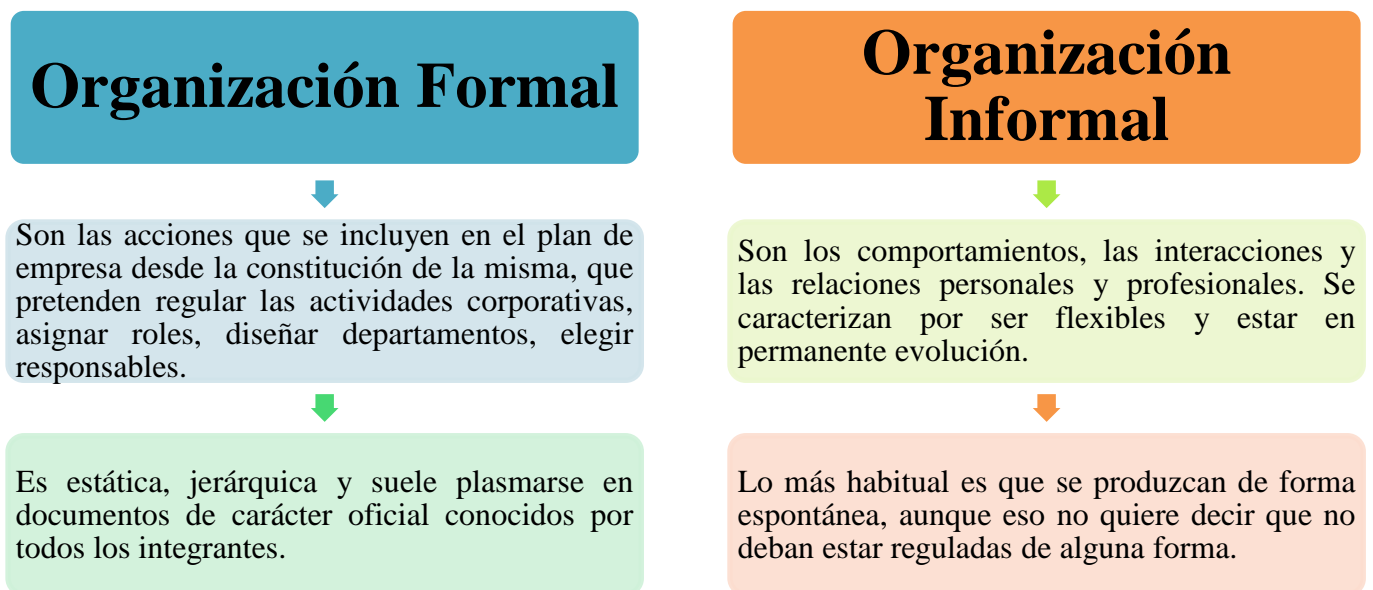 Organización Formal
Son las acciones que se incluyen en el plan de
empresa desde la constitución de la misma, que
pretenden regular las actividades corporativas,
asignar roles, diseñar departamentos, elegir
responsables.
Es estática, jerárquica y suele plasmarse en
documentos de carácter oficial conocidos por
todos los integrantes.
Organización
Informal
Son los comportamientos, las interacciones y
las relaciones personales y profesionales. Se
caracterizan por ser flexibles y estar en
permanente evolución.
Lo más habitual es que se produzcan de forma
espontánea, aunque eso no quiere decir que no
deban estar reguladas de alguna forma.